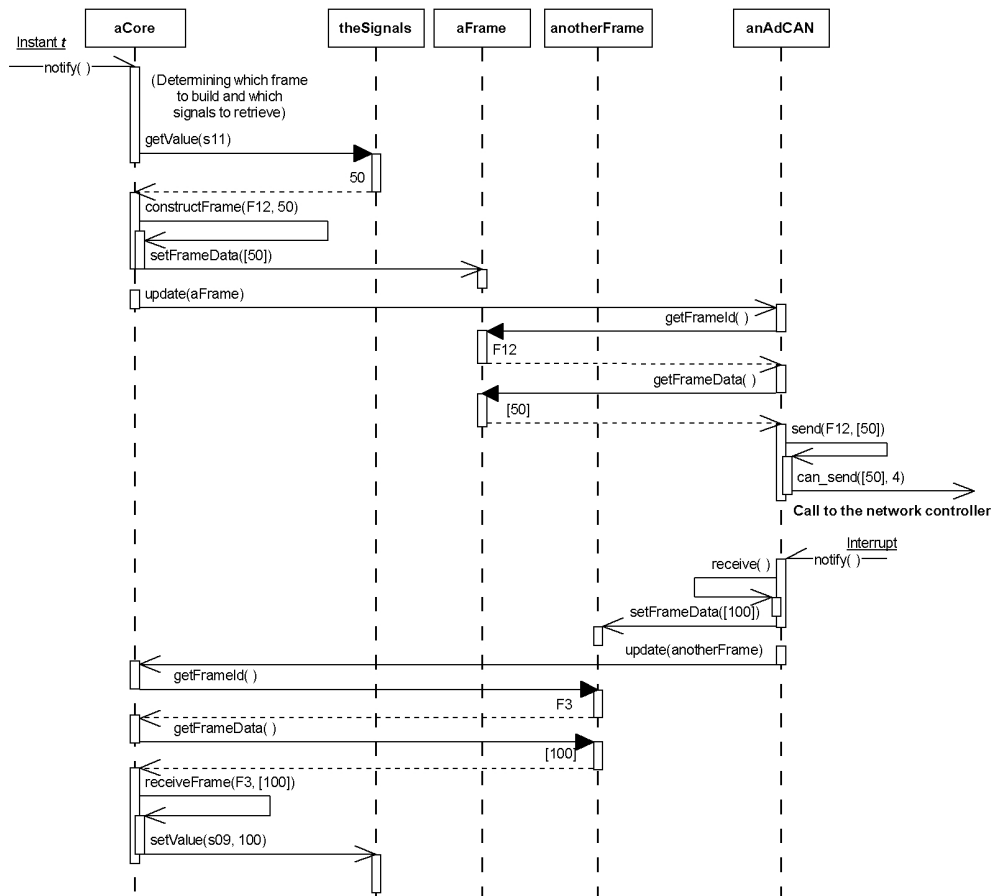 aCore
theSignals
aFrame
anotherFrame
anAdCAN
Instant t
notify( )
(Determining which frame
to build and which
signals to retrieve)
getValue(s11)
50
constructFrame(F12, 50)
setFrameData([50])
update(aFrame)
getFrameId( )
F12
getFrameData( )
[50]
send(F12, [50])
can_send([50], 4)
Call to the network controller
Interrupt
notify( )
receive( )
setFrameData([100])
update(anotherFrame)
getFrameId( )
F3
getFrameData( )
[100]
receiveFrame(F3, [100])
setValue(s09, 100)